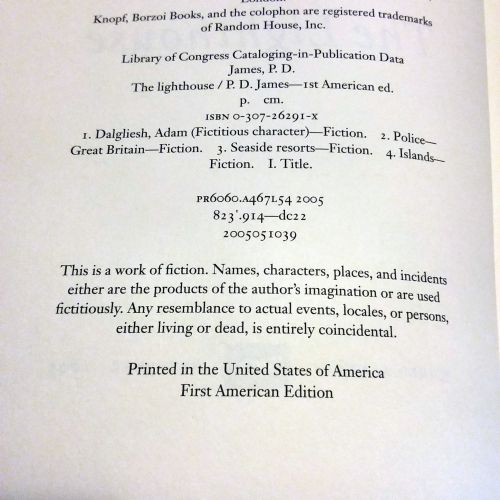 London.
Knopf, Borzoi Books, and the colophon are registered trademarks
of Random House, Inc.
Library of Congress Cataloging-in-Publication Data
James, P. D.
The lighthouse / P. D. James—1st American ed.
p. cm.
ISBN 0-307-26291-X
1. Dalgliesh, Adam (Fictitious character)—Fiction. 2. Police—
Great Britain—Fiction. 3. Seaside resorts—Fiction. 4. Islands—
Fiction. I. Title.
PR6060.A467L54 2005
823'.914—dc22
2005051039
This is a work of fiction. Names, characters, places, and incidents
either are the products of the author's imagination or are used
fictitiously. Any resemblance to actual events, locales, or persons,
either living or dead, is entirely coincidental.
Printed in the United States of America
First American Edition